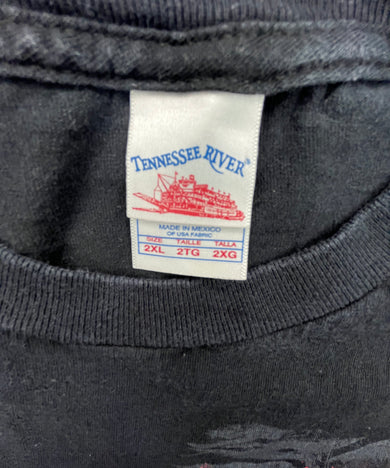 TENNESSEE RIVER®
MADE IN MEXICO
OF USA FABRIC
SIZE TAILLE TALLA
2XL 2TG 2XG